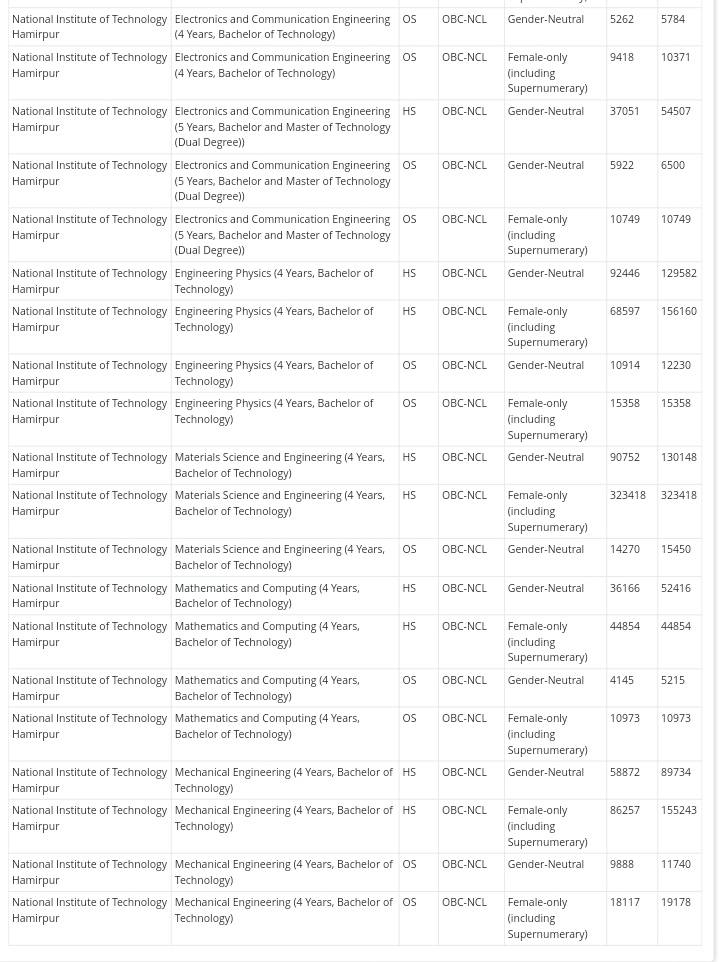 National Institute of Technology Hamirpur Electronics and Communication Engineering (4 Years, Bachelor of Technology) OS OBC-NCL Gender-Neutral 5262 5784
National Institute of Technology Hamirpur Electronics and Communication Engineering (4 Years, Bachelor of Technology) OS OBC-NCL Female-only (including Supernumerary) 9418 10371
National Institute of Technology Hamirpur Electronics and Communication Engineering (5 Years, Bachelor and Master of Technology (Dual Degree)) HS OBC-NCL Gender-Neutral 37051 54507
National Institute of Technology Hamirpur Electronics and Communication Engineering (5 Years, Bachelor and Master of Technology (Dual Degree)) OS OBC-NCL Gender-Neutral 5922 6500
National Institute of Technology Hamirpur Electronics and Communication Engineering (5 Years, Bachelor and Master of Technology (Dual Degree)) OS OBC-NCL Female-only (including Supernumerary) 10749 10749
National Institute of Technology Hamirpur Engineering Physics (4 Years, Bachelor of Technology) HS OBC-NCL Gender-Neutral 92446 129582
National Institute of Technology Hamirpur Engineering Physics (4 Years, Bachelor of Technology) HS OBC-NCL Female-only (including Supernumerary) 68597 156160
National Institute of Technology Hamirpur Engineering Physics (4 Years, Bachelor of Technology) OS OBC-NCL Gender-Neutral 10914 12230
National Institute of Technology Hamirpur Engineering Physics (4 Years, Bachelor of Technology) OS OBC-NCL Female-only (including Supernumerary) 15358 15358
National Institute of Technology Hamirpur Materials Science and Engineering (4 Years, Bachelor of Technology) HS OBC-NCL Gender-Neutral 90752 130148
National Institute of Technology Hamirpur Materials Science and Engineering (4 Years, Bachelor of Technology) HS OBC-NCL Female-only (including Supernumerary) 323418 323418
National Institute of Technology Hamirpur Materials Science and Engineering (4 Years, Bachelor of Technology) OS OBC-NCL Gender-Neutral 14270 15450
National Institute of Technology Hamirpur Mathematics and Computing (4 Years, Bachelor of Technology) HS OBC-NCL Gender-Neutral 36166 52416
National Institute of Technology Hamirpur Mathematics and Computing (4 Years, Bachelor of Technology) HS OBC-NCL Female-only (including Supernumerary) 44854 44854
National Institute of Technology Hamirpur Mathematics and Computing (4 Years, Bachelor of Technology) OS OBC-NCL Gender-Neutral 4145 5215
National Institute of Technology Hamirpur Mathematics and Computing (4 Years, Bachelor of Technology) OS OBC-NCL Female-only (including Supernumerary) 10973 10973
National Institute of Technology Hamirpur Mechanical Engineering (4 Years, Bachelor of Technology) HS OBC-NCL Gender-Neutral 58872 89734
National Institute of Technology Hamirpur Mechanical Engineering (4 Years, Bachelor of Technology) HS OBC-NCL Female-only (including Supernumerary) 86257 155243
National Institute of Technology Hamirpur Mechanical Engineering (4 Years, Bachelor of Technology) OS OBC-NCL Gender-Neutral 9888 11740
National Institute of Technology Hamirpur Mechanical Engineering (4 Years, Bachelor of Technology) OS OBC-NCL Female-only (including Supernumerary) 18117 19178